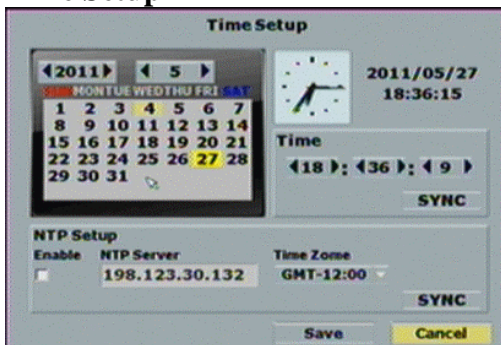 Time Setup
2011 5
SUN MON TUE WED THU FRI SAT
1 2 3 4 5 6 7
8 9 10 11 12 13 14
15 16 17 18 19 20 21
22 23 24 25 26 27 28
29 30 31
2011/05/27
18:36:15
Time
18 : 36 : 9
SYNC
NTP Setup
Enable NTP Server Time Zome
198.123.30.132 GMT-12:00
SYNC
Save Cancel